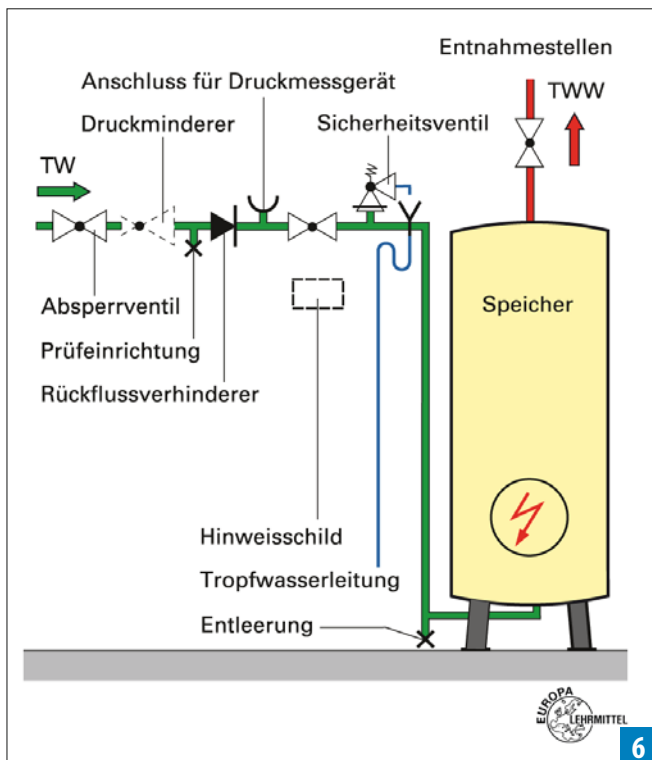 Entnahmestellen
Anschluss für Druckmessgerät
TWW
Druckminderer
Sicherheitsventil
TW
Absperrventil
Speicher
Prüfeinrichtung
Rückflussverhinderer
Hinweisschild
Tropfwasserleitung
Entleerung
EUROPA
LEHRMITTEL
6